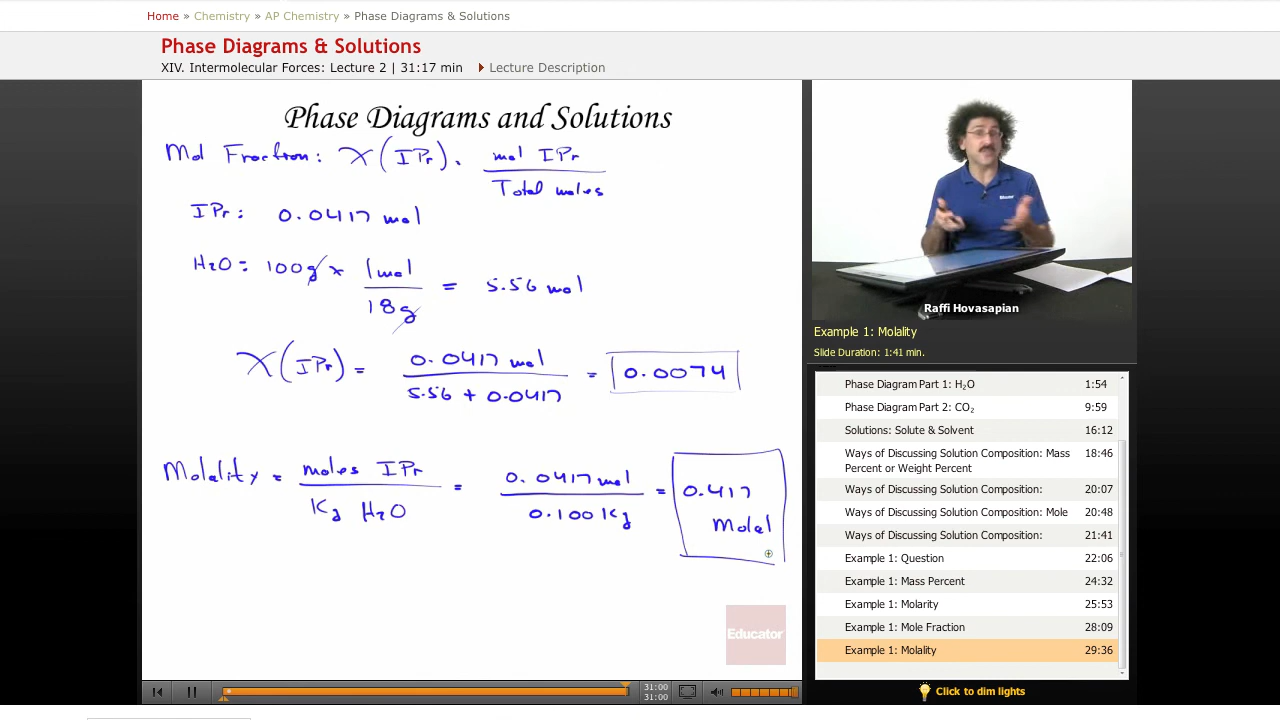 Home » Chemistry » AP Chemistry » Phase Diagrams & Solutions
Phase Diagrams & Solutions
XIV. Intermolecular Forces: Lecture 2 | 31:17 min
Lecture Description
Phase Diagrams and Solutions
Mol Fraction: χ(IPr). mol IPr
Total moles
IPr: 0.0417 mol
H2O = 100g x 1mol
18g
= 5.56 mol
χ(IPr) = 0.0417 mol
5.56 + 0.0417
= 0.0074
Molality = moles IPr
Kg H2O
= 0.0417 mol
0.100 Kg
= 0.417
Molal
Educator
31:00
31:00
Raffi Hovasapian
Example 1: Molality
Slide Duration: 1:41 min.
Phase Diagram Part 1: H₂O 1:54
Phase Diagram Part 2: CO₂ 9:59
Solutions: Solute & Solvent 16:12
Ways of Discussing Solution Composition: Mass 18:46
Percent or Weight Percent
Ways of Discussing Solution Composition: 20:07
Ways of Discussing Solution Composition: Mole 20:48
Ways of Discussing Solution Composition: 21:41
Example 1: Question 22:06
Example 1: Mass Percent 24:32
Example 1: Molarity 25:53
Example 1: Mole Fraction 28:09
Example 1: Molality 29:36
Click to dim lights